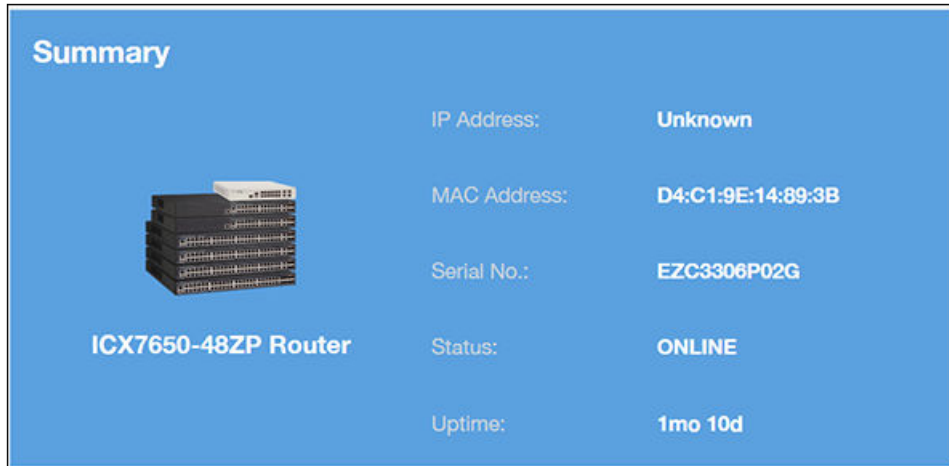 Summary
IP Address: Unknown
MAC Address: D4:C1:9E:14:89:3B
Serial No.: EZC3306P02G
ICX7650-48ZP Router
Status: ONLINE
Uptime: 1mo 10d